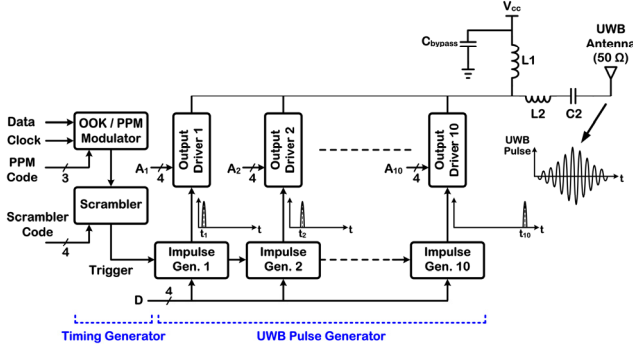 Vcc
Cbypass
L1
UWB
Antenna
(50 Ω)
L2
C2
Data
Clock
PPM
Code
3
OOK / PPM
Modulator
Scrambler
Scrambler
Code
4
Trigger
A1
4
Output
Driver 1
A2
4
Output
Driver 2
A10
4
Output
Driver 10
UWB
Pulse
t
t1
t
t2
t
t10
t
Impulse
Gen. 1
Impulse
Gen. 2
Impulse
Gen. 10
D
4
Timing Generator
UWB Pulse Generator